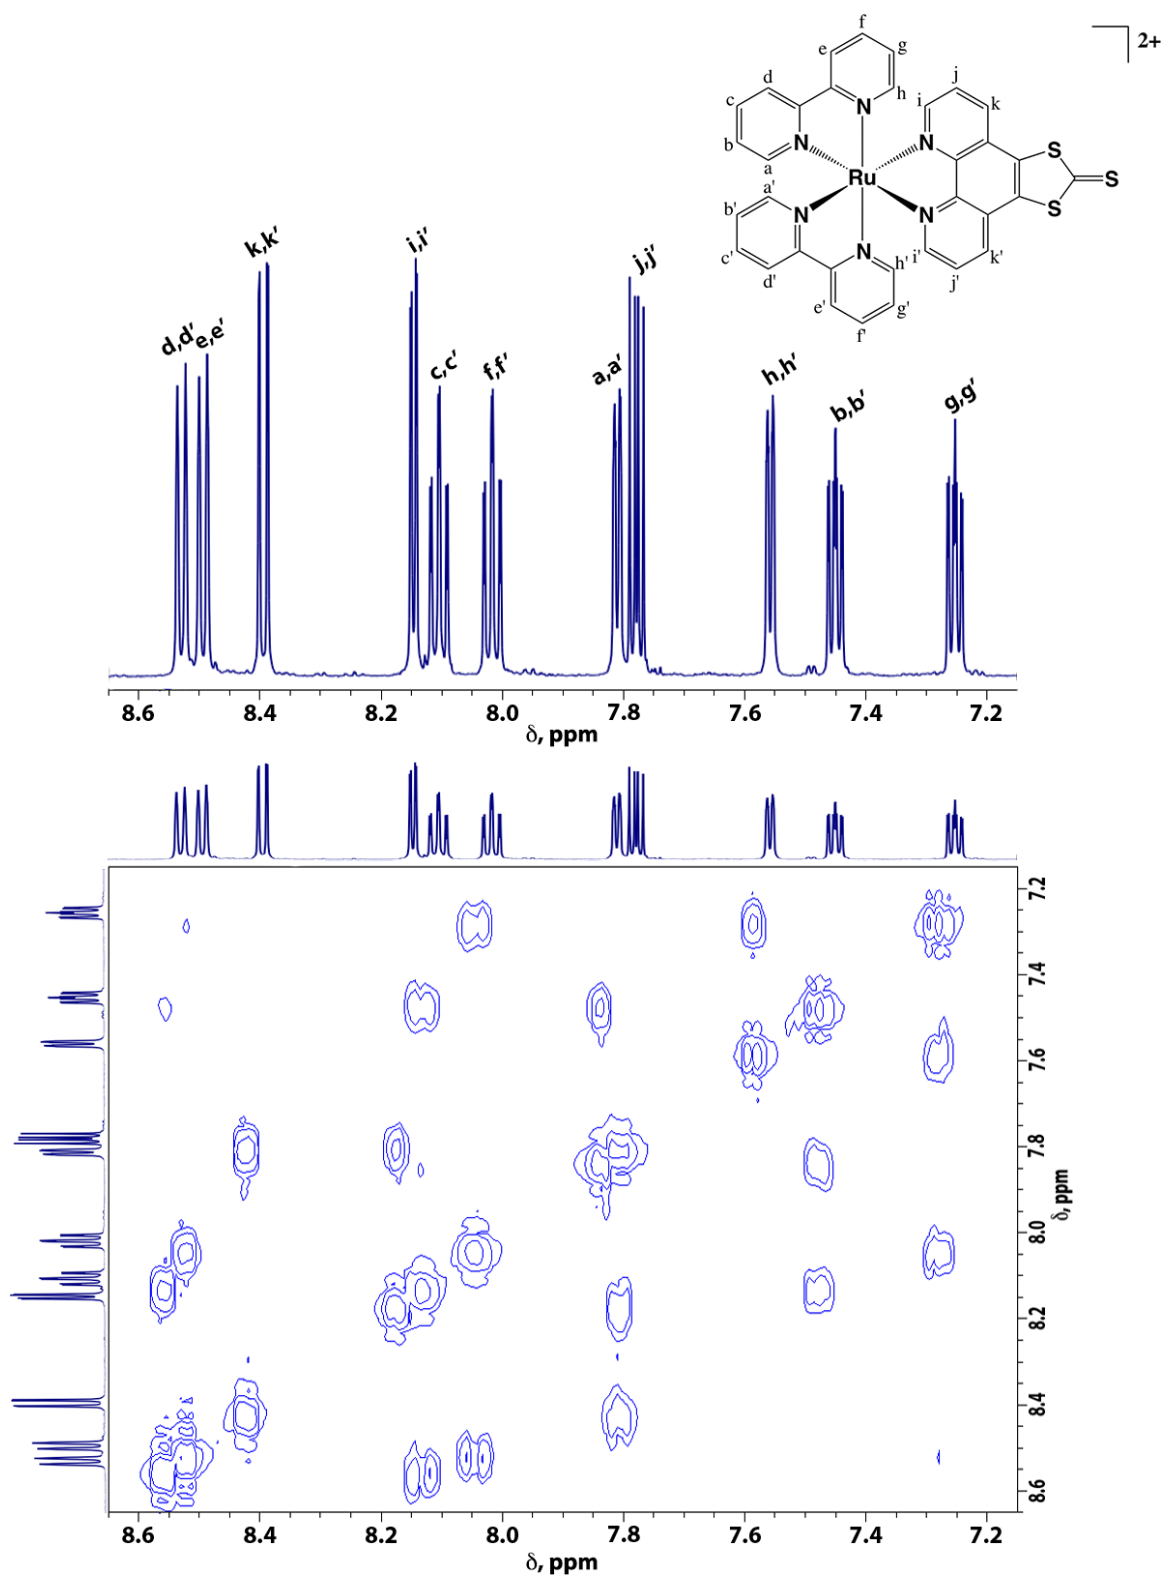 2+
f
e
g
d
h
c
N
b
N
a
Ru
a'
b'
N
c'
N
h'
d'
e'
g'
f'
j
i
k
N
S
S
S
N
i'
k'
j'
d,d'
e,e'
k,k'
i,i'
c,c'
f,f'
a,a'
j,j'
h,h'
b,b'
g,g'
8.6 8.4 8.2 8.0 7.8 7.6 7.4 7.2
δ, ppm
7.2
7.4
7.6
7.8
8.0
8.2
8.4
8.6
δ, ppm
8.6 8.4 8.2 8.0 7.8 7.6 7.4 7.2
δ, ppm